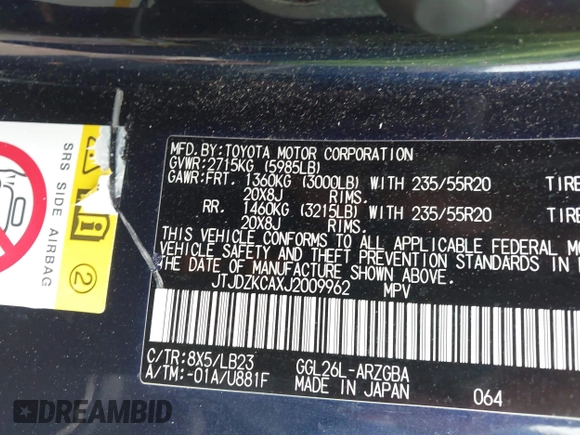 MFD.BY:TOYOTA MOTOR CORPORATION
GVWR:2715KG (5985LB)
GAWR:FRT. 1360KG (3000LB) WITH 235/55R20 TIRE
20X8J RIMS.
RR. 1460KG (3215LB) WITH 235/55R20 TIRE
20X8J RIMS.
THIS VEHICLE CONFORMS TO ALL APPLICABLE FEDERAL
VEHICLE SAFETY AND THEFT PREVENTION STANDARDS IN
THE DATE OF MANUFACTURE SHOWN ABOVE.
JTJDZKCAXJ2009962 MPV
C/TR:8X5/LB23 GGL26L-ARZGBA
A/TM:-01A/U881F MADE IN JAPAN 064
SRS SIDE AIRBAG
2
DREAMBID